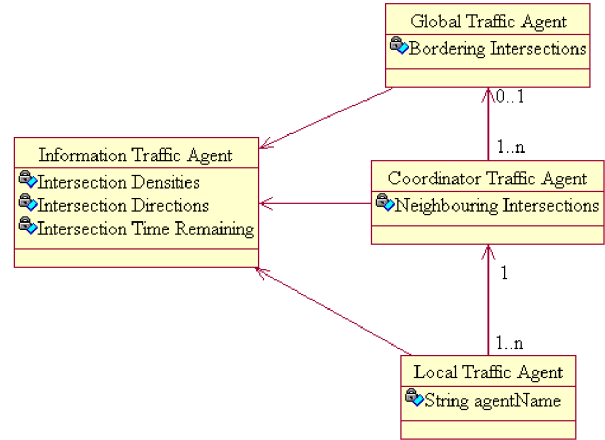 Global Traffic Agent
Bordering Intersections
0..1
1..n
Information Traffic Agent
Intersection Densities
Intersection Directions
Intersection Time Remaining
Coordinator Traffic Agent
Neighbouring Intersections
1
1..n
Local Traffic Agent
String agentName